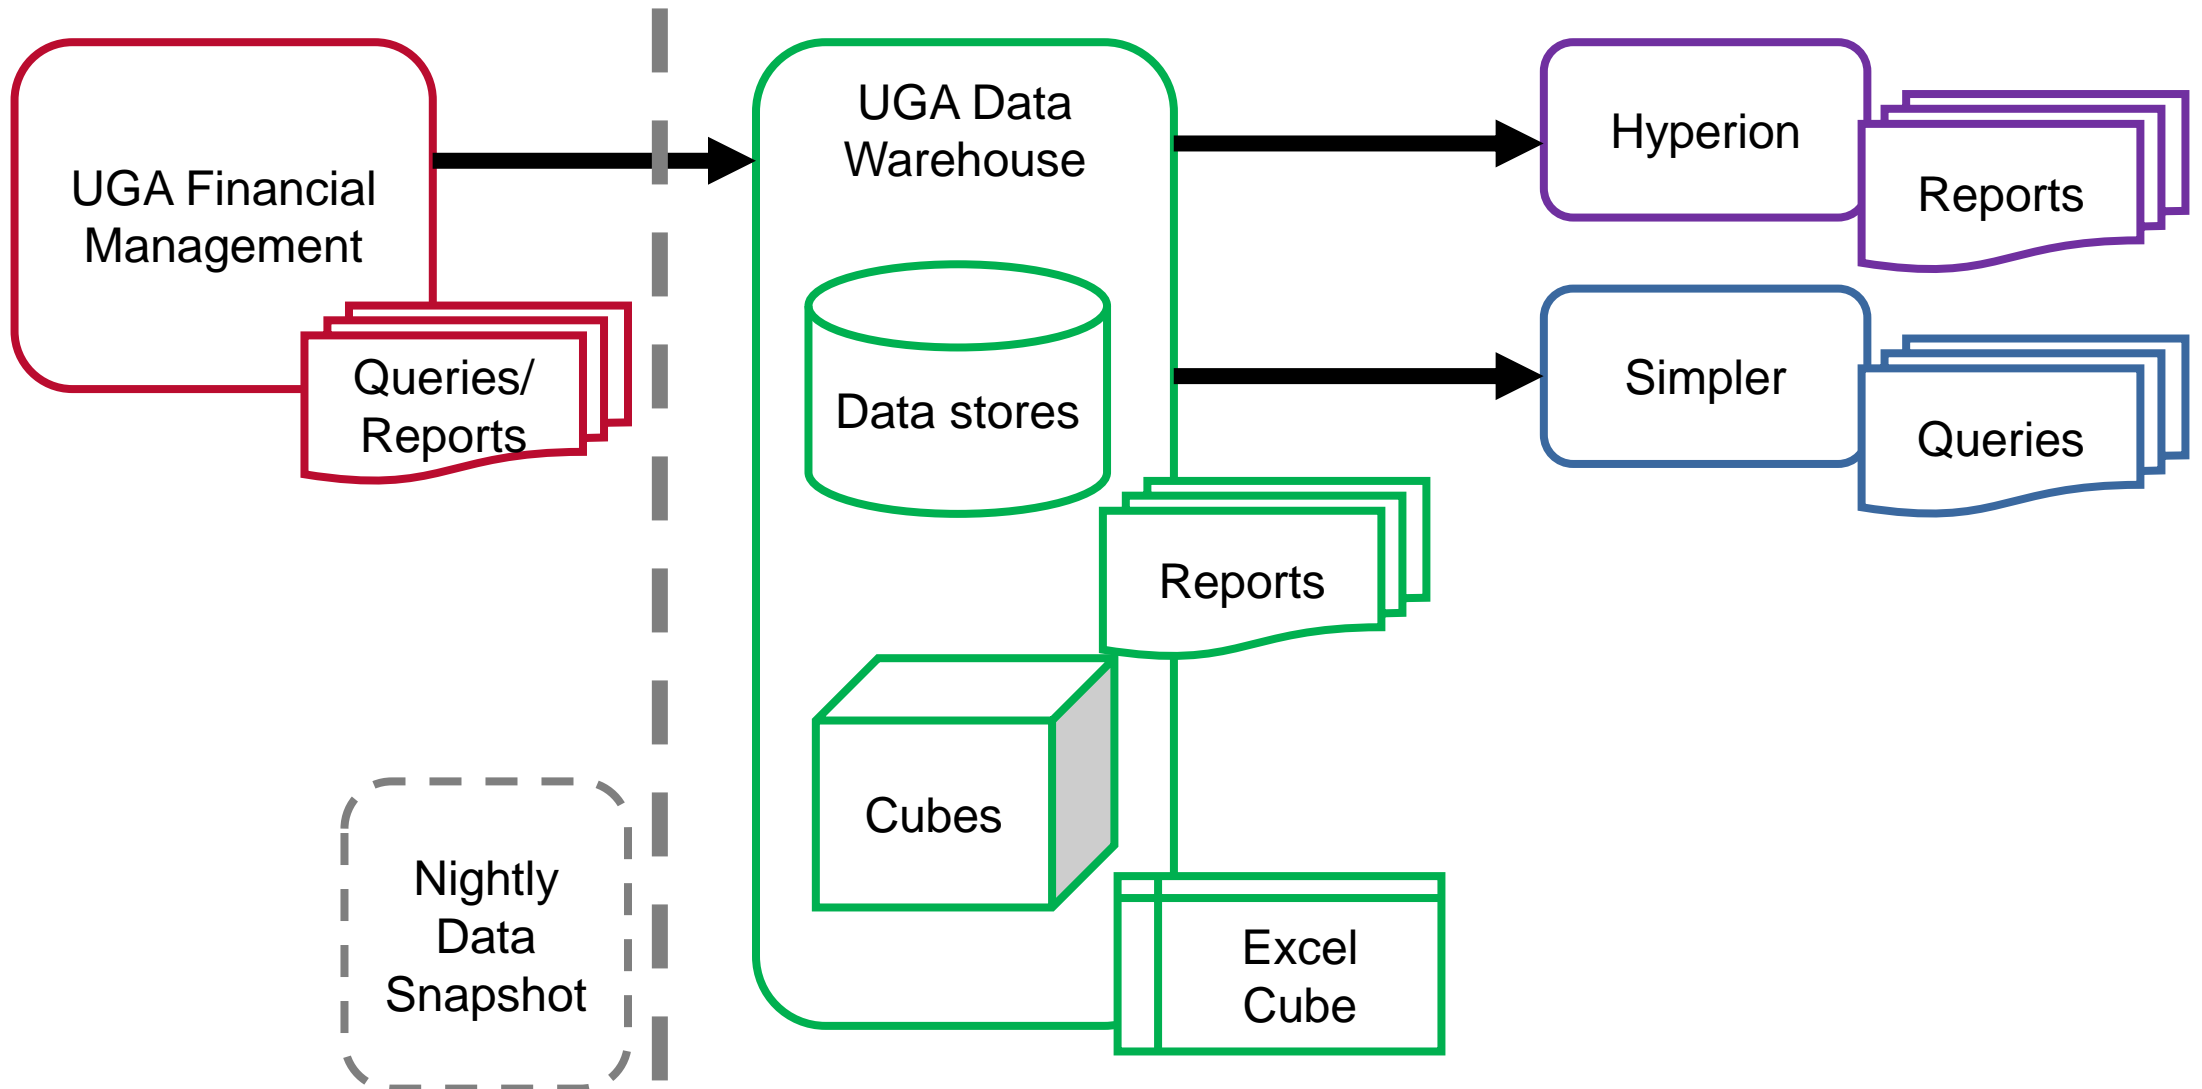 UGA Financial
Management
Queries/
Reports
Nightly
Data
Snapshot
UGA Data
Warehouse
Data stores
Reports
Cubes
Excel
Cube
Hyperion
Reports
Simpler
Queries